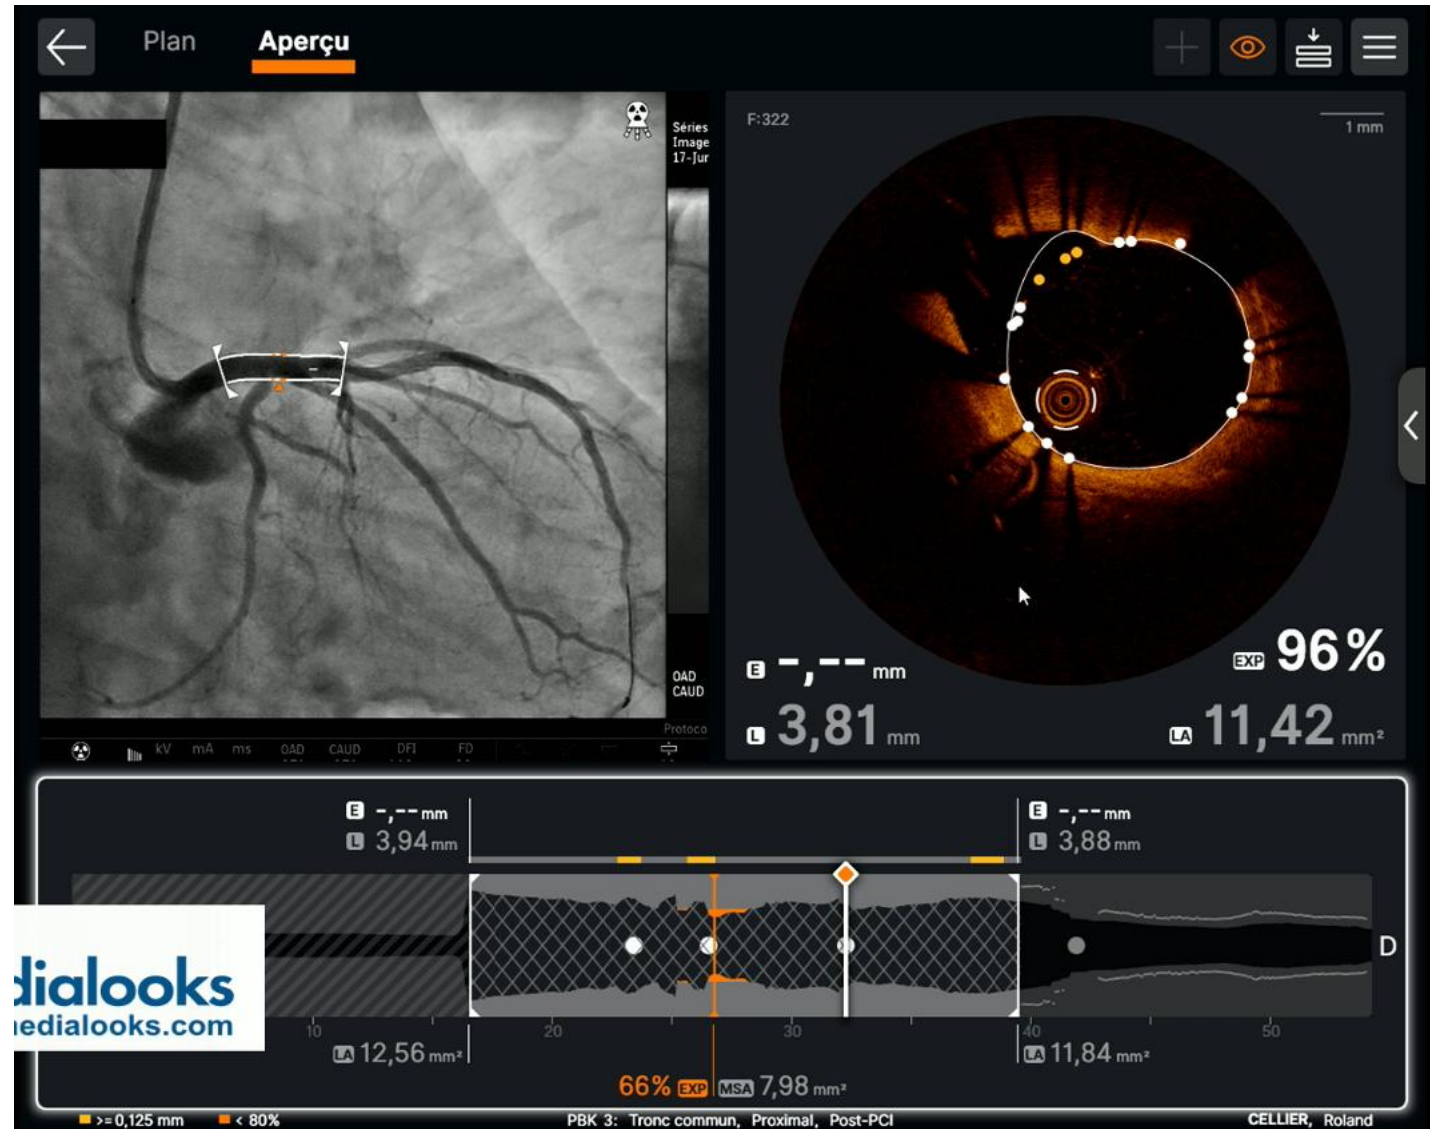 Plan Aperçu
Séries
Image
17-Jur
F:322
1 mm
OAD
CAUD
Protoco
kV mA ms OAD CAUD DFI FD
E -,-- mm
EXP 96%
L 3,81 mm
LA 11,42 mm²
E -,-- mm
L 3,94 mm
E -,-- mm
L 3,88 mm
D
dialooks
nedialooks.com
10 20 30 40 50
LA 12,56 mm²
LA 11,84 mm²
66% EXP MSA 7,98 mm²
>=0,125 mm < 80% PBK 3: Tronc commun, Proximal, Post-PCI CELLIER, Roland